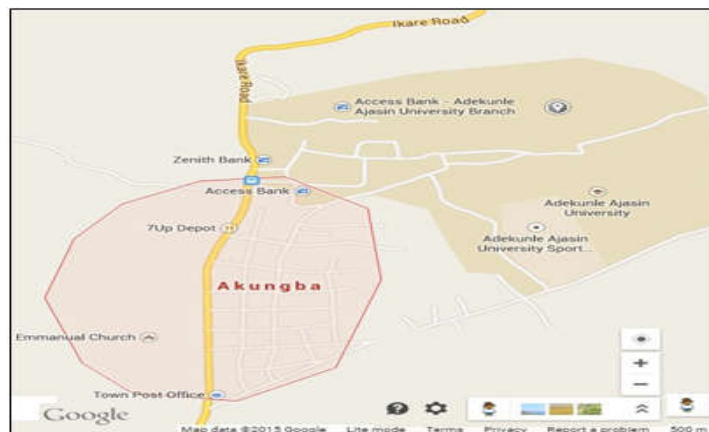 Ikare Road
Ikare Road
Access Bank - Adekunle
Ajasin University Branch
Zenith Bank
Access Bank
Adekunle Ajasin
University
7Up Depot
Adekunle Ajasin
University Sport...
Akungba
Emmanual Church
Town Post Office
Google
Map data ©2015 Google Lite mode Terms Privacy Report a problem 500 m